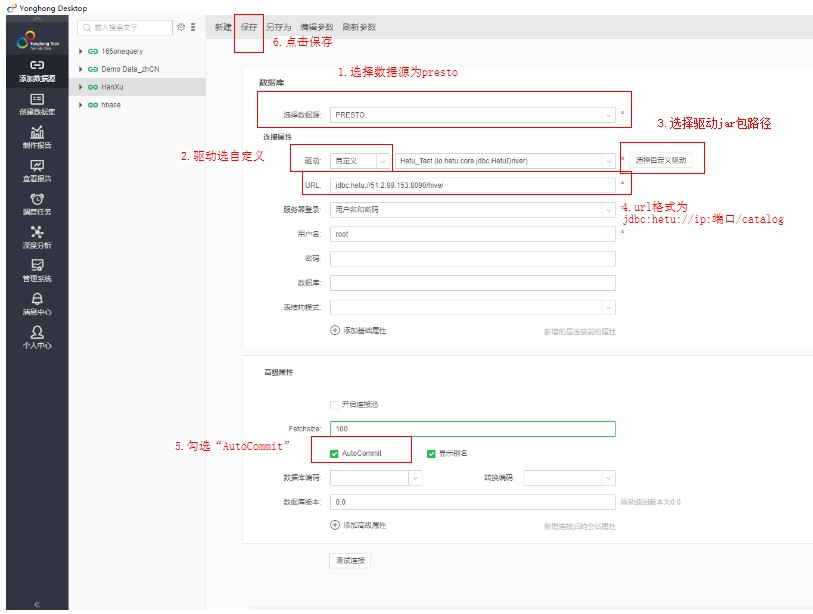 Yonghong Desktop
输入搜索文字
新建 保存 另存为 编辑参数 刷新参数
6.点击保存
Yonghong Tech
添加数据源
创建数据集
制作报告
查看报告
调度任务
深度分析
管理系统
消息中心
个人中心
165onequery
Demo Data_zhCN
HanXu
hbase
1.选择数据源为presto
数据库
选择数据源: PRESTO *
3.选择驱动jar包路径
连接属性
2.驱动选自定义
驱动: 自定义 Hetu_Test (io.hetu.core.jdbc.HetuDriver) * 选择自定义驱动
URL: jdbc:hetu://51.2.99.153:8090/hive/ *
服务器登录: 用户名和密码 *
4.url格式为
jdbc:hetu://ip:端口/catalog
用户名: root *
密码:
数据库:
表结构模式:
添加基础属性 新增的是连接前的属性
高级属性
开启连接池
Fetchsize: 100
5.勾选“AutoCommit”
AutoCommit 显示别名
数据库编码: 转换编码:
数据库版本: 0.0 驱动返回版本为0.0
添加高级属性 新增连接后的会话属性
测试连接